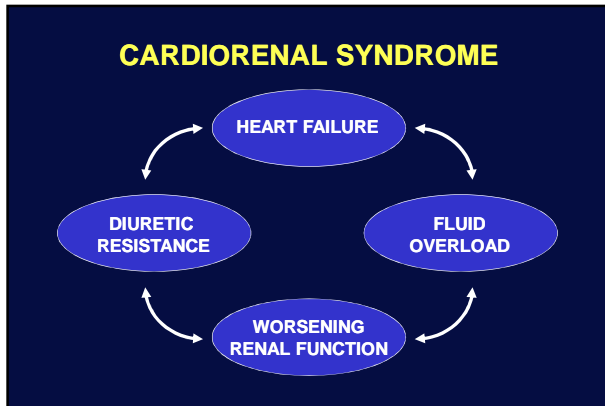 CARDIORENAL SYNDROME
HEART FAILURE
DIURETIC
RESISTANCE
FLUID
OVERLOAD
WORSENING
RENAL FUNCTION